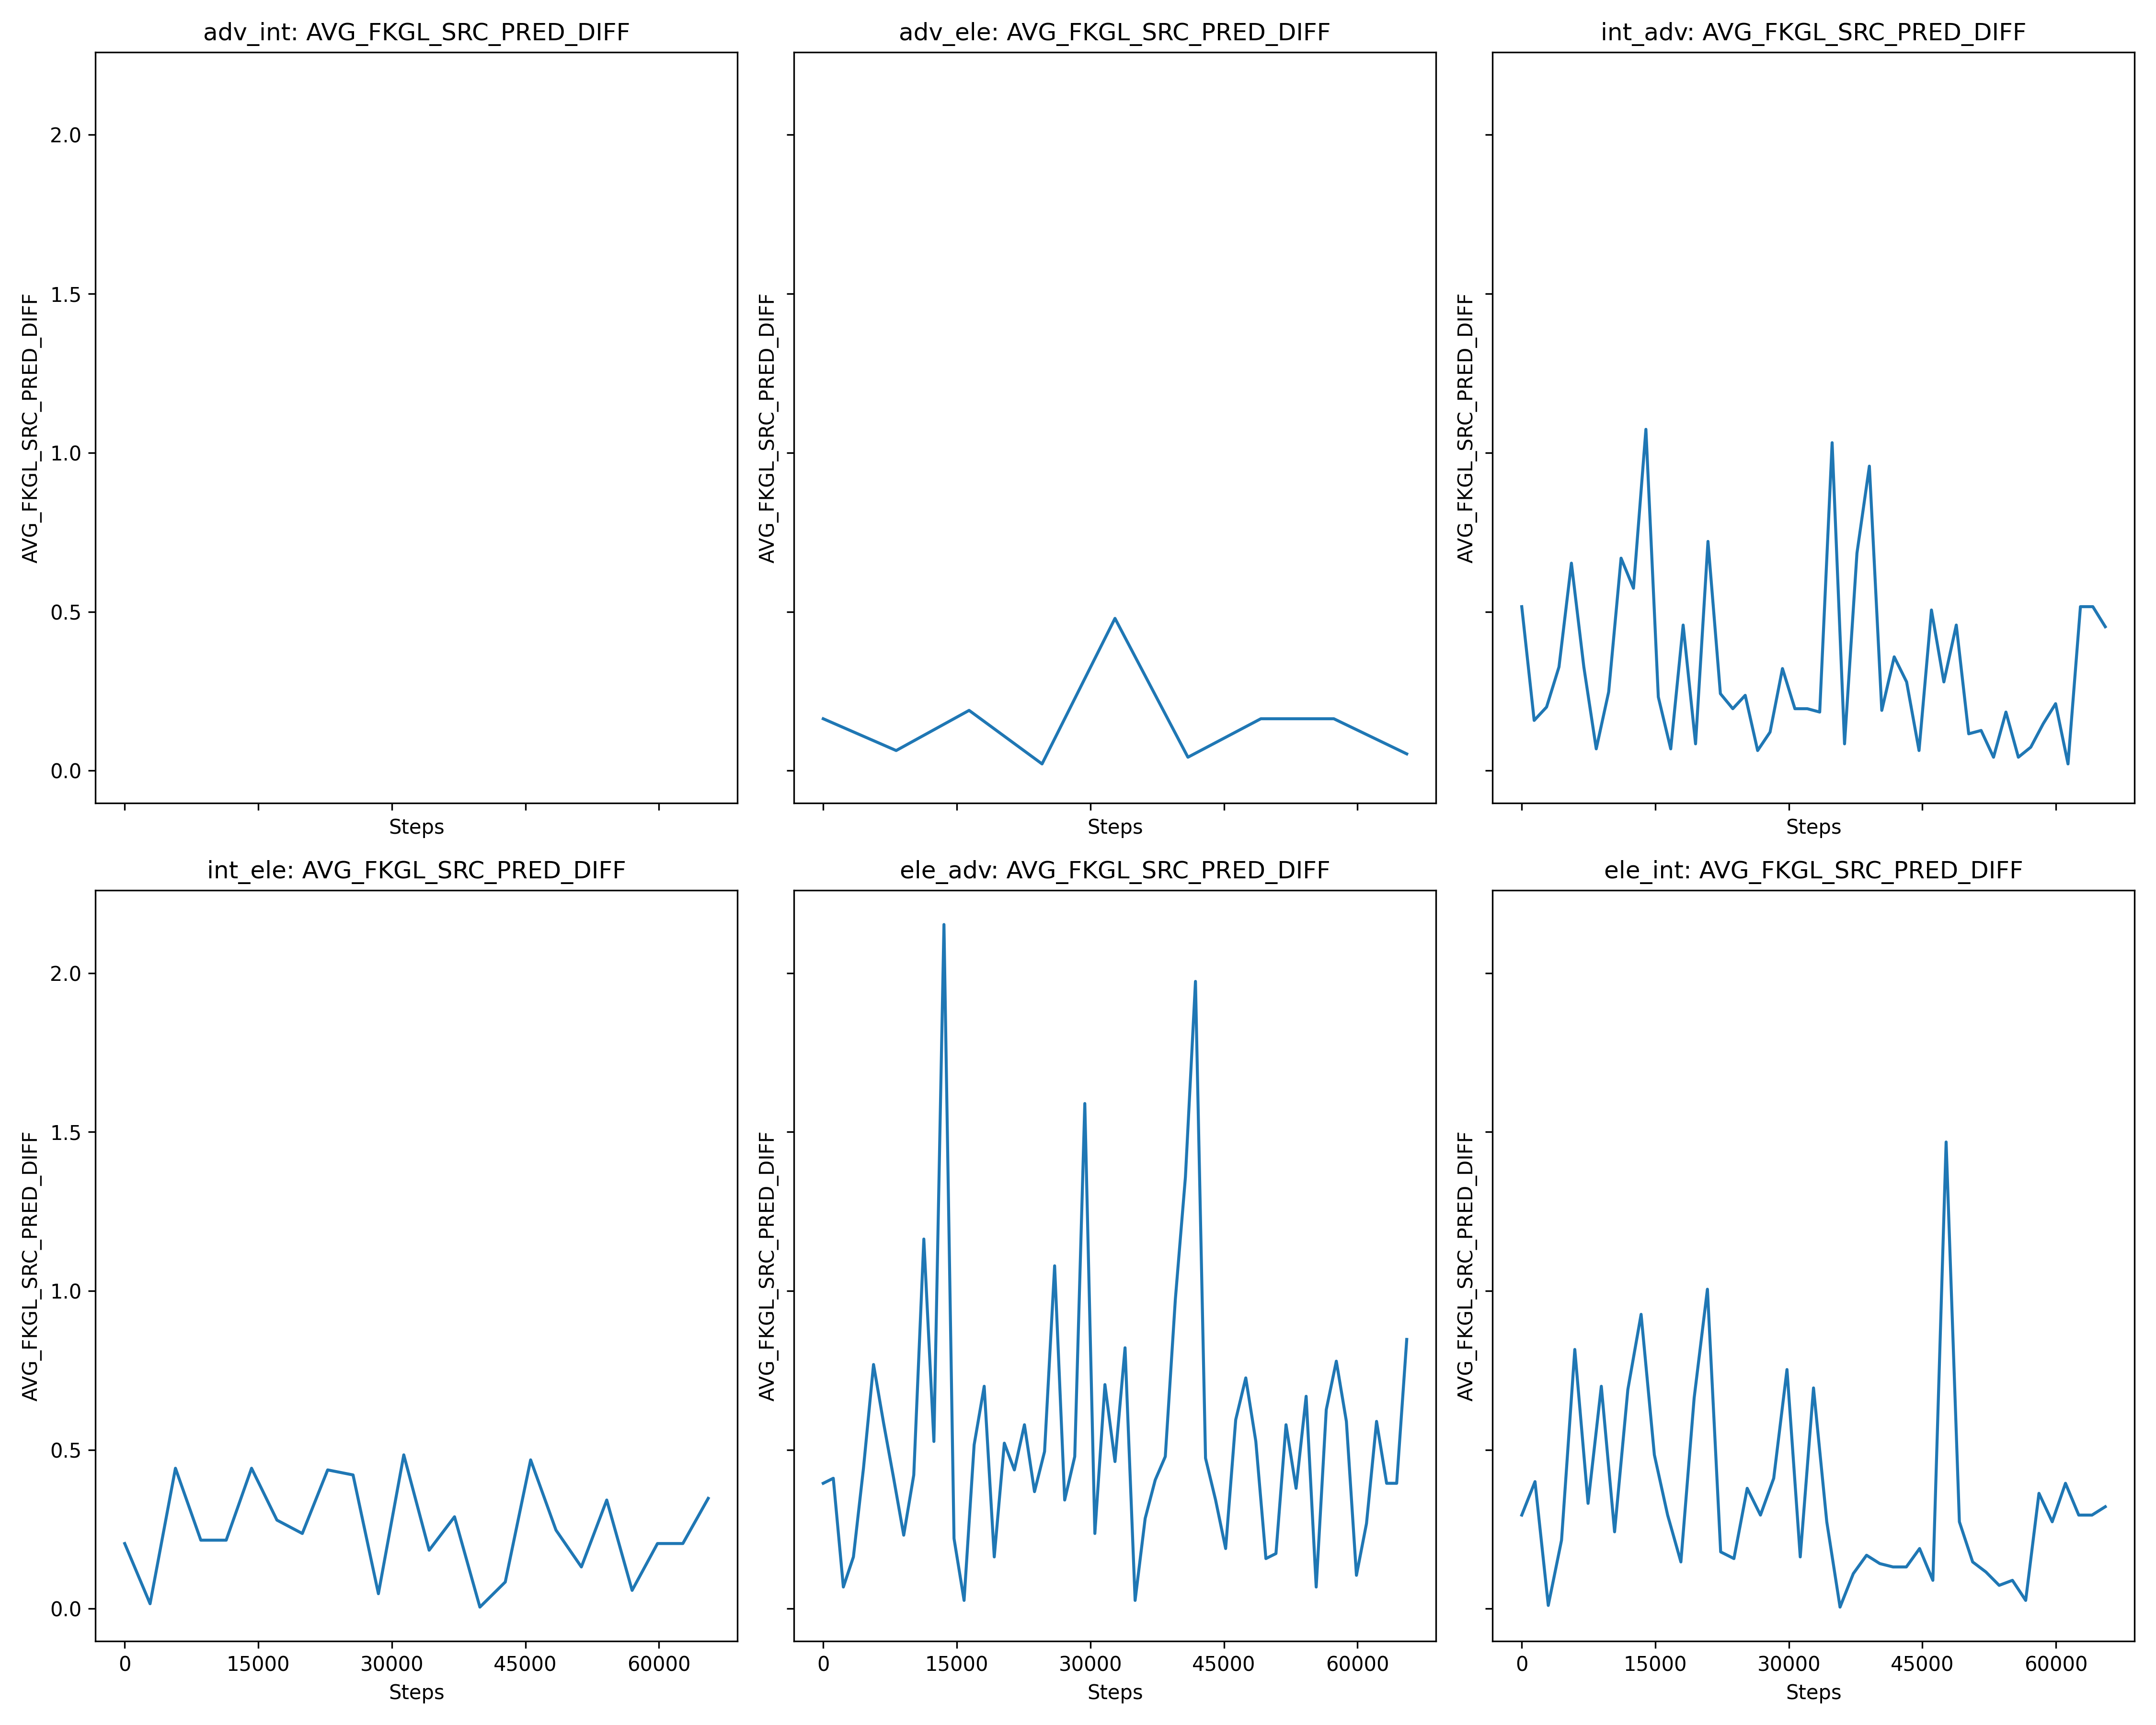 adv_int: AVG_FKGL_SRC_PRED_DIFF
adv_ele: AVG_FKGL_SRC_PRED_DIFF
int_adv: AVG_FKGL_SRC_PRED_DIFF
AVG_FKGL_SRC_PRED_DIFF
2.0
1.5
1.0
0.5
0.0
Steps
AVG_FKGL_SRC_PRED_DIFF
Steps
AVG_FKGL_SRC_PRED_DIFF
Steps
int_ele: AVG_FKGL_SRC_PRED_DIFF
ele_adv: AVG_FKGL_SRC_PRED_DIFF
ele_int: AVG_FKGL_SRC_PRED_DIFF
AVG_FKGL_SRC_PRED_DIFF
2.0
1.5
1.0
0.5
0.0
0 15000 30000 45000 60000
Steps
AVG_FKGL_SRC_PRED_DIFF
0 15000 30000 45000 60000
Steps
AVG_FKGL_SRC_PRED_DIFF
0 15000 30000 45000 60000
Steps